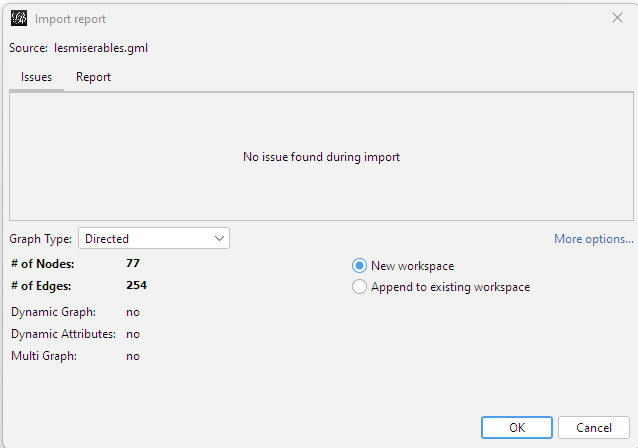 Import report
Source: lesmiserables.gml
Issues Report
No issue found during import
Graph Type: Directed
More options...
# of Nodes: 77
New workspace
# of Edges: 254
Append to existing workspace
Dynamic Graph: no
Dynamic Attributes: no
Multi Graph: no
OK Cancel